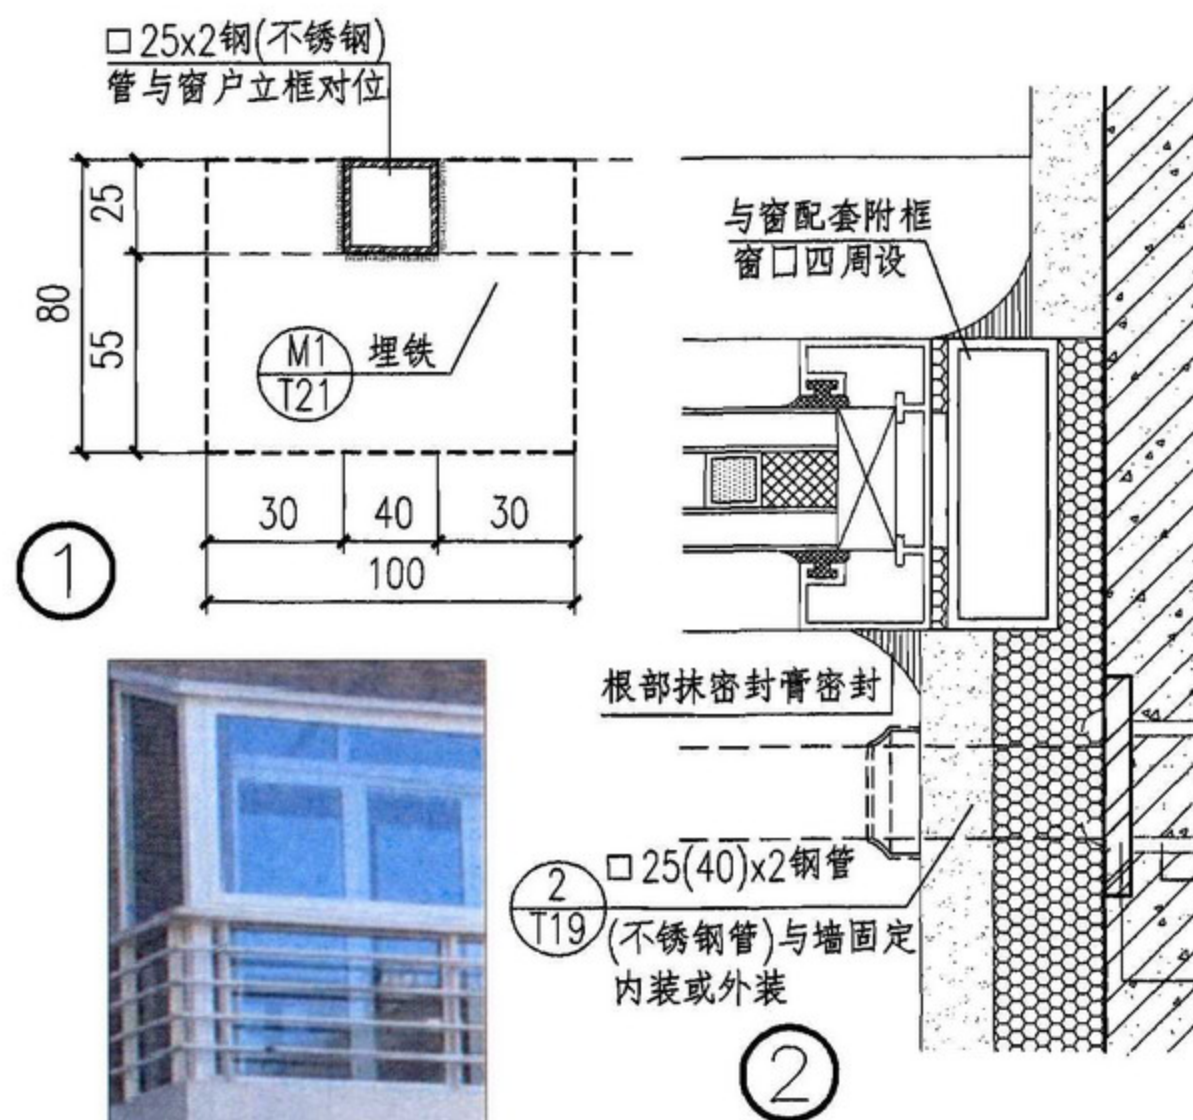 □25x2钢(不锈钢)
管与窗户立框对位
80
25
55
M1
T21
埋铁
30
40
30
100
1
与窗配套附框
窗口四周设
根部抹密封膏密封
2
T19
□25(40)x2钢管
(不锈钢管)与墙固定
内装或外装
2